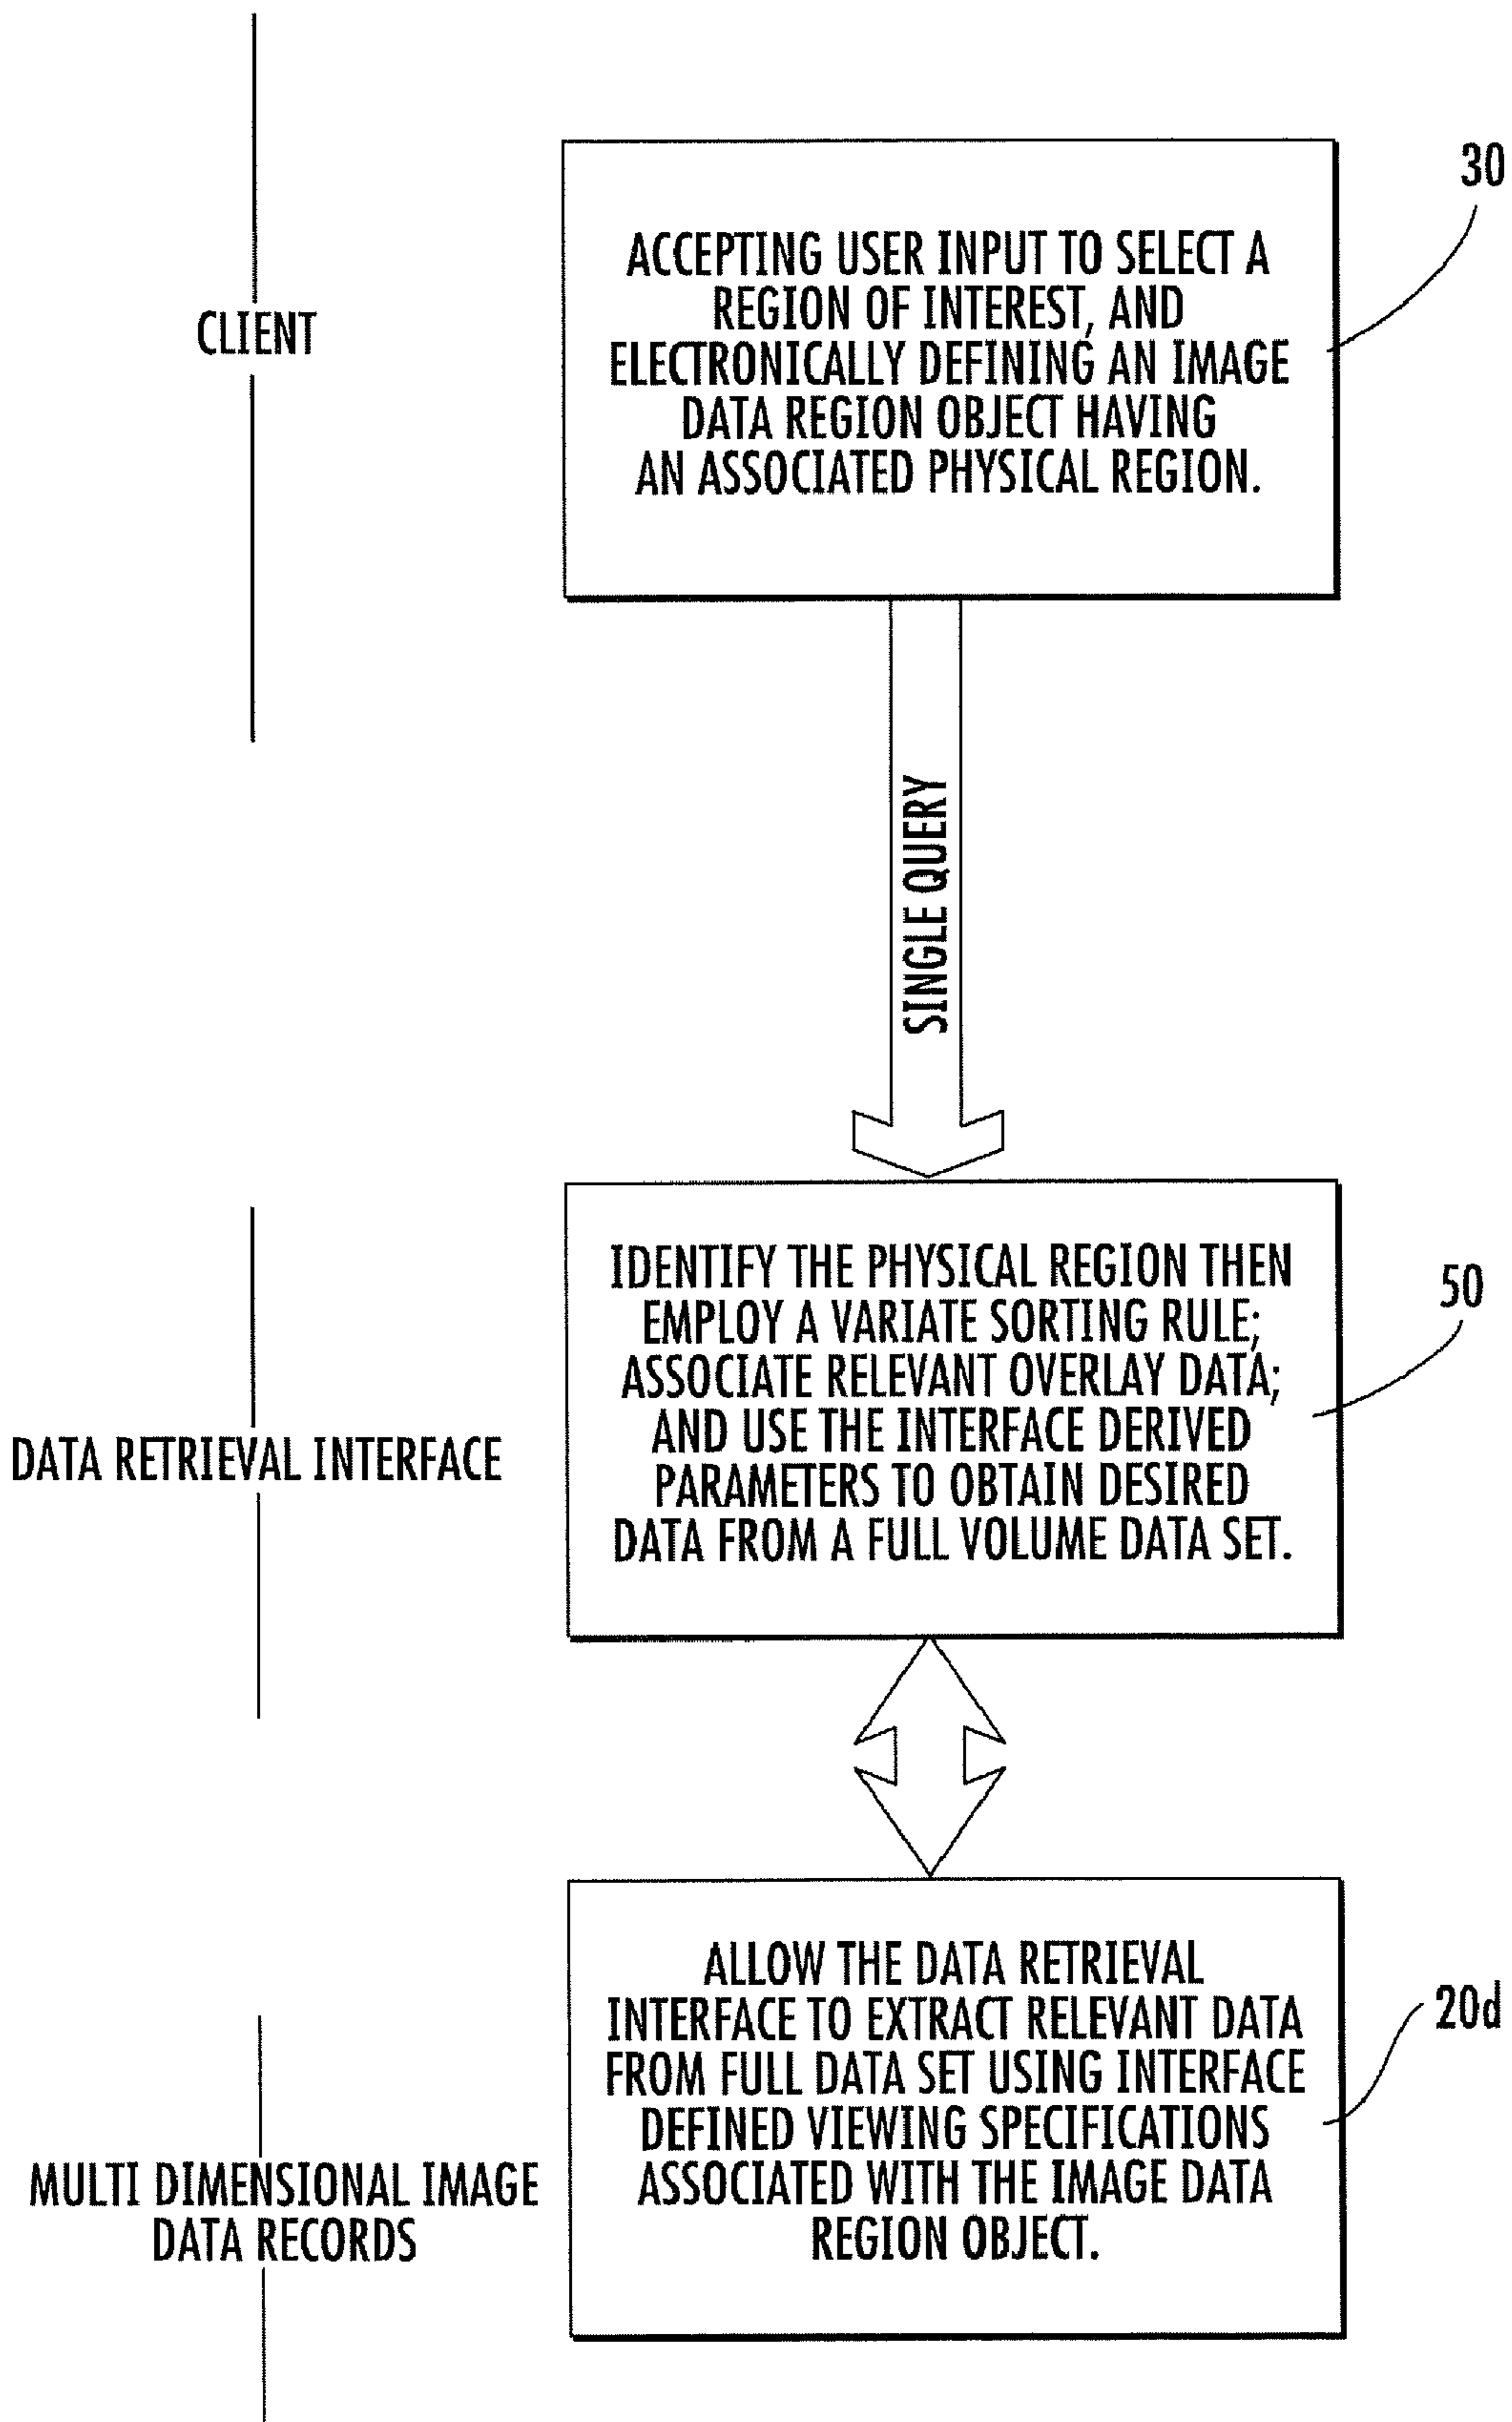 30
ACCEPTING USER INPUT TO SELECT A
REGION OF INTEREST, AND
ELECTRONICALLY DEFINING AN IMAGE
DATA REGION OBJECT HAVING
AN ASSOCIATED PHYSICAL REGION.
CLIENT
SINGLE QUERY
IDENTIFY THE PHYSICAL REGION THEN
EMPLOY A VARIATE SORTING RULE;
ASSOCIATE RELEVANT OVERLAY DATA;
AND USE THE INTERFACE DERIVED
PARAMETERS TO OBTAIN DESIRED
DATA FROM A FULL VOLUME DATA SET.
50
DATA RETRIEVAL INTERFACE
ALLOW THE DATA RETRIEVAL
INTERFACE TO EXTRACT RELEVANT DATA
FROM FULL DATA SET USING INTERFACE
DEFINED VIEWING SPECIFICATIONS
ASSOCIATED WITH THE IMAGE DATA
REGION OBJECT.
20d
MULTI DIMENSIONAL IMAGE
DATA RECORDS